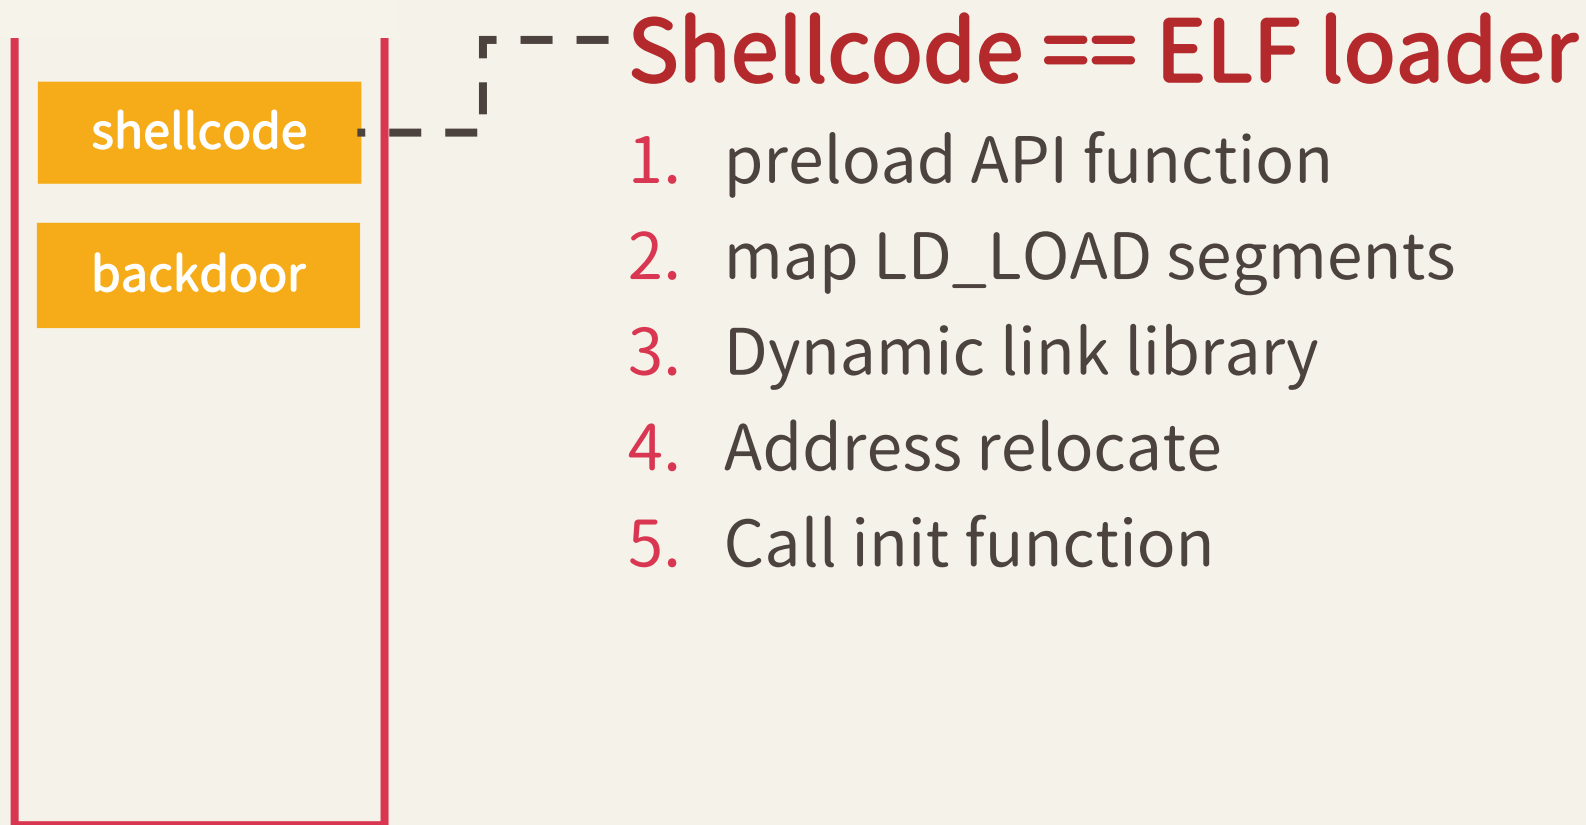 Shellcode == ELF loader
shellcode
backdoor
1. preload API function
2. map LD_LOAD segments
3. Dynamic link library
4. Address relocate
5. Call init function